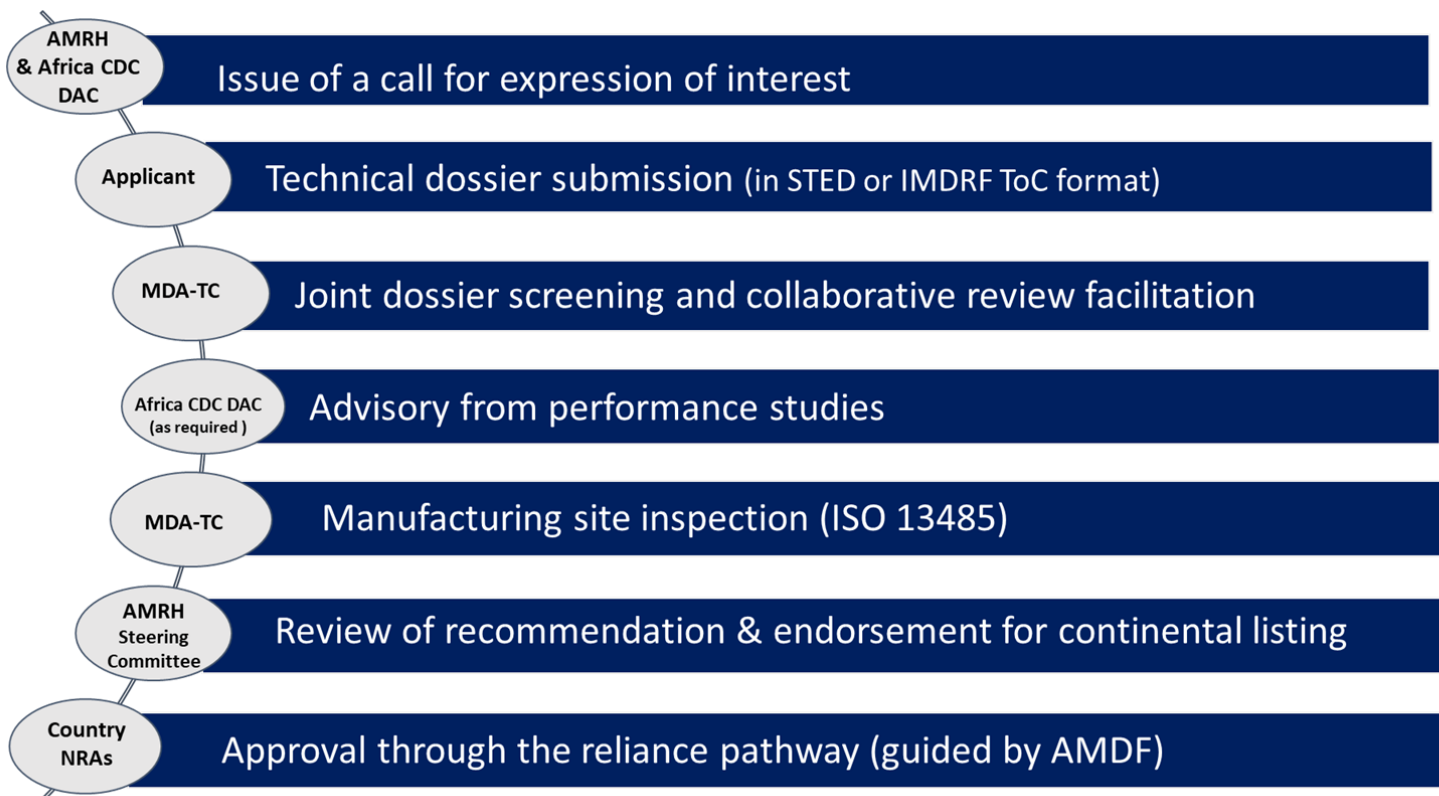 AMRH
& Africa CDC
DAC
Issue of a call for expression of interest
Applicant
Technical dossier submission (in STED or IMDRF ToC format)
MDA-TC
Joint dossier screening and collaborative review facilitation
Africa CDC DAC
(as required )
Advisory from performance studies
MDA-TC
Manufacturing site inspection (ISO 13485)
AMRH
Steering
Committee
Review of recommendation & endorsement for continental listing
Country
NRAs
Approval through the reliance pathway (guided by AMDF)